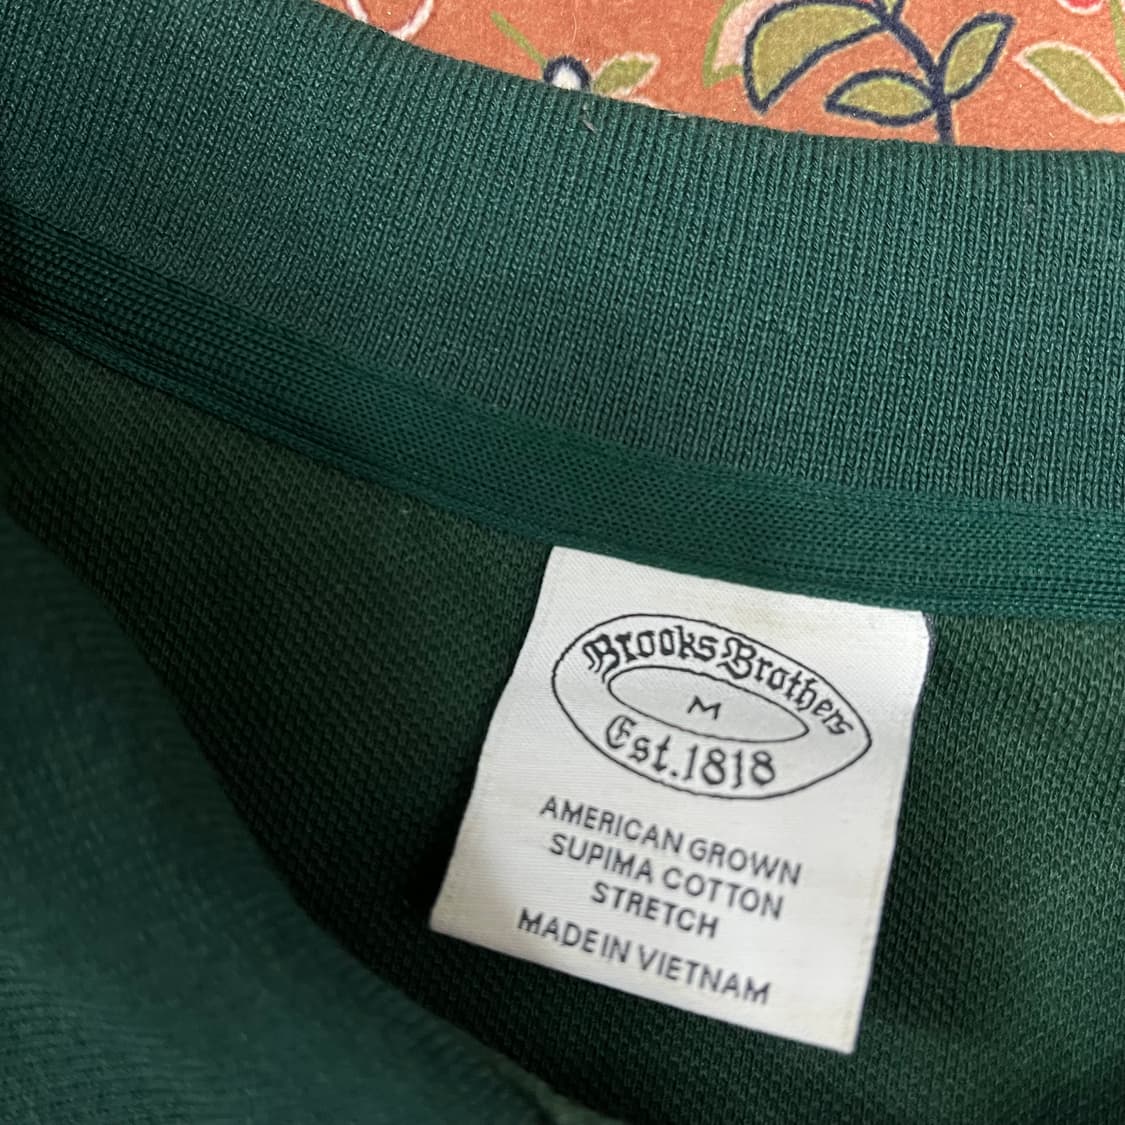 Brooks Brothers
M
Est. 1818
AMERICAN GROWN
SUPIMA COTTON
STRETCH
MADE IN VIETNAM